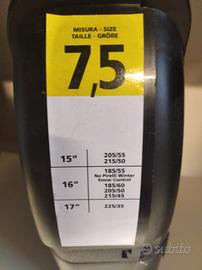 MISURA - SIZE
TAILLE - GRÖßE
7,5
15" 205/55
215/50
16" 185/55
No Pirelli Winter
Snow Control
185/60
205/50
215/45
17" 225/35
subito